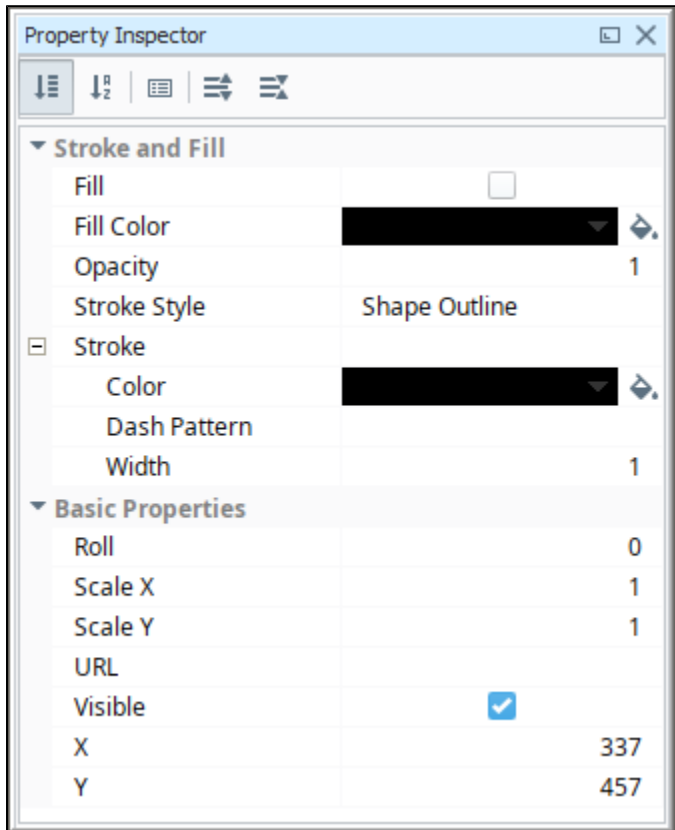 Property Inspector
Stroke and Fill
Fill
Fill Color
Opacity 1
Stroke Style Shape Outline
Stroke
Color
Dash Pattern
Width 1
Basic Properties
Roll 0
Scale X 1
Scale Y 1
URL
Visible
X 337
Y 457